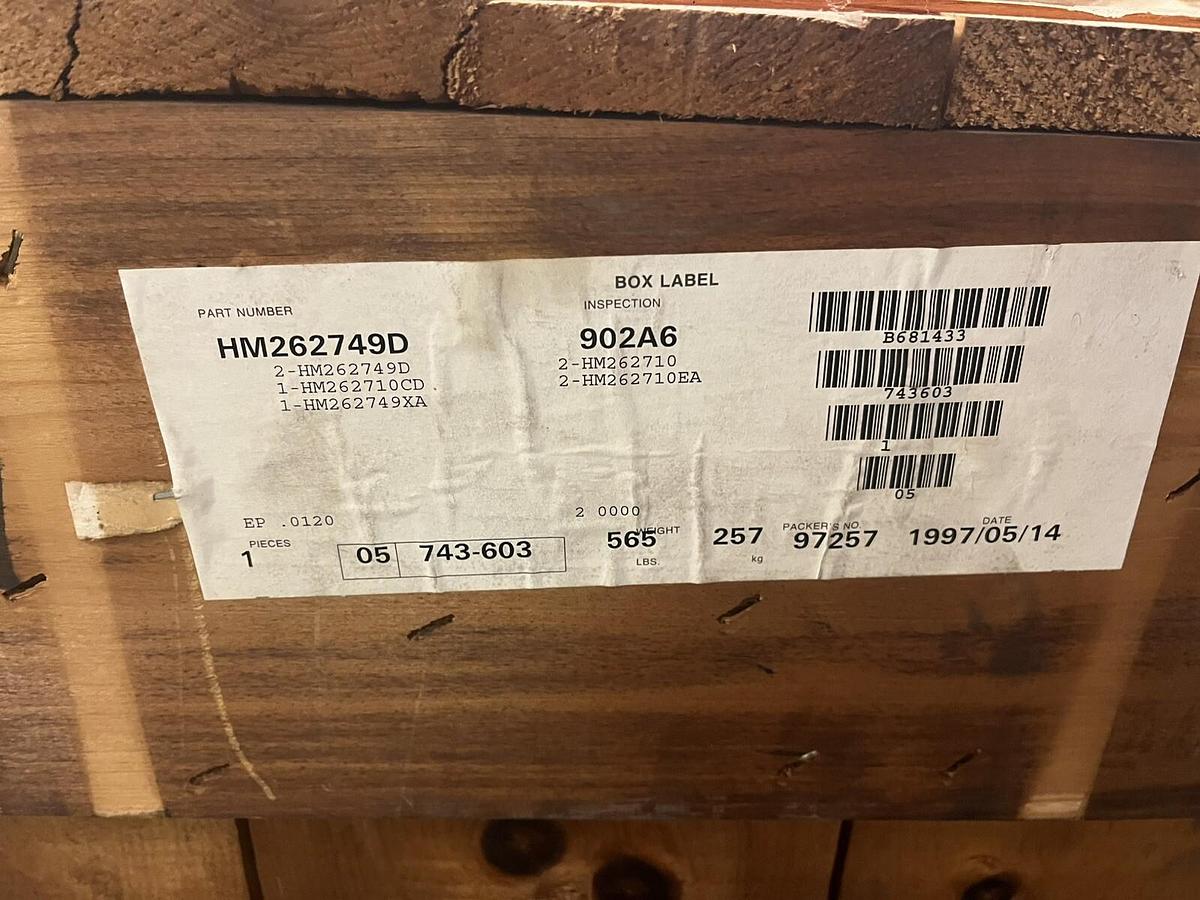 BOX LABEL
PART NUMBER
INSPECTION
HM262749D
902A6
2-HM262749D
1-HM262710CD
1-HM262749XA
2-HM262710
2-HM262710EA
B681433
743603
1
05
EP .0120
2 0000
PIECES
1
05 743-603
WEIGHT
565
LBS.
257
kg
PACKER'S NO.
97257
DATE
1997/05/14